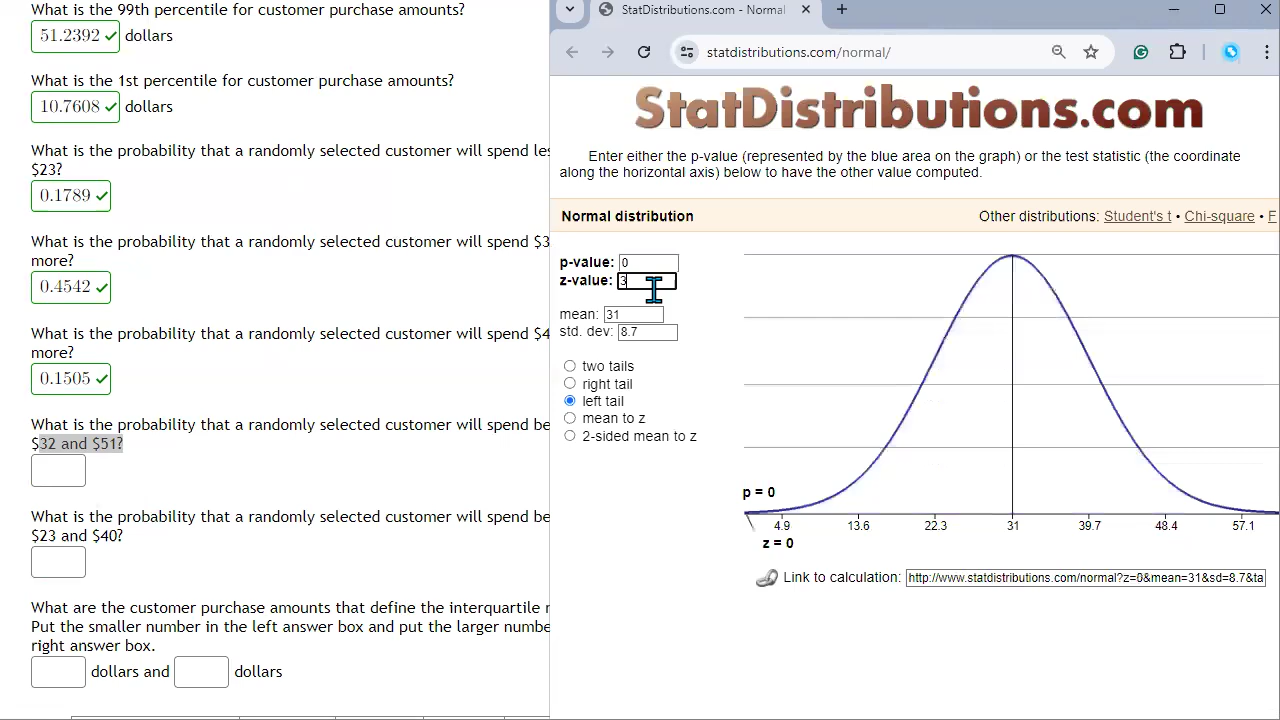 What is the 99th percentile for customer purchase amounts?
51.2392 dollars
What is the 1st percentile for customer purchase amounts?
10.7608 dollars
What is the probability that a randomly selected customer will spend les
$23?
0.1789
What is the probability that a randomly selected customer will spend $3
more?
0.4542
What is the probability that a randomly selected customer will spend $4
more?
0.1505
What is the probability that a randomly selected customer will spend be
$32 and $51?
What is the probability that a randomly selected customer will spend be
$23 and $40?
What are the customer purchase amounts that define the interquartile r
Put the smaller number in the left answer box and put the larger numbe
right answer box.
dollars and dollars
StatDistributions.com - Normal
statdistributions.com/normal/
StatDistributions.com
Enter either the p-value (represented by the blue area on the graph) or the test statistic (the coordinate
along the horizontal axis) below to have the other value computed.
Normal distribution
Other distributions: Student's t • Chi-square • F
p-value: 0
z-value: 3
mean: 31
std. dev: 8.7
two tails
right tail
left tail
mean to z
2-sided mean to z
p = 0
4.9 13.6 22.3 31 39.7 48.4 57.1
z = 0
Link to calculation: http://www.statdistributions.com/normal?z=0&mean=31&sd=8.7&ta